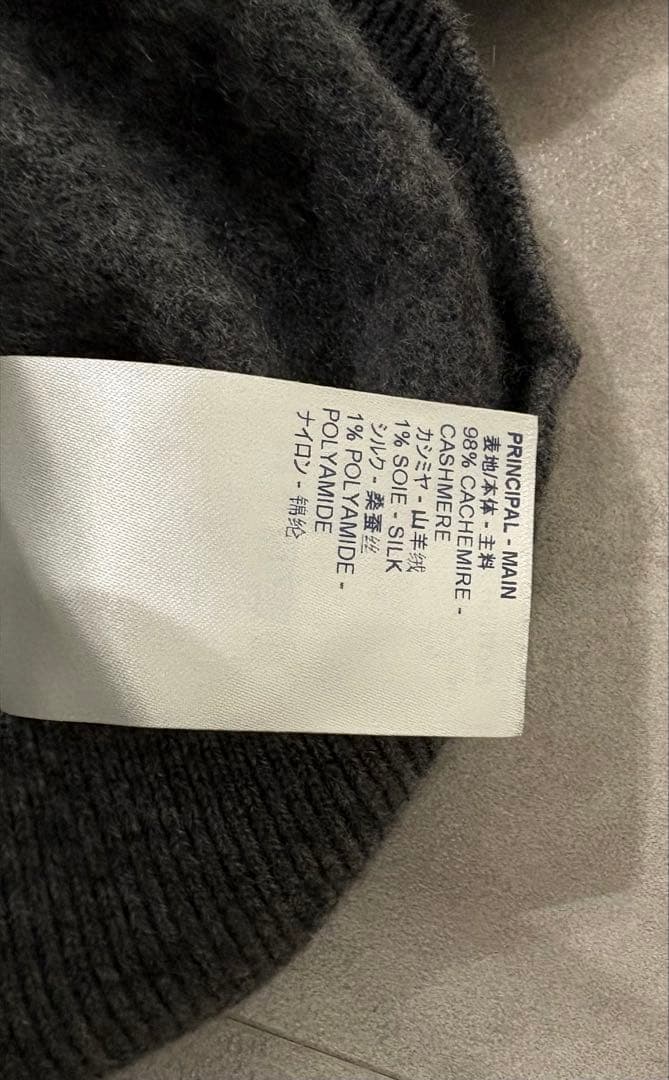 PRINCIPAL - MAIN
表地/本体 - 主料
98% CACHEMIRE -
CASHMERE
カシミヤ - 山羊绒
1% SOIE - SILK
シルク - 桑蚕丝
1% POLYAMIDE -
POLYAMIDE
ナイロン - 锦纶